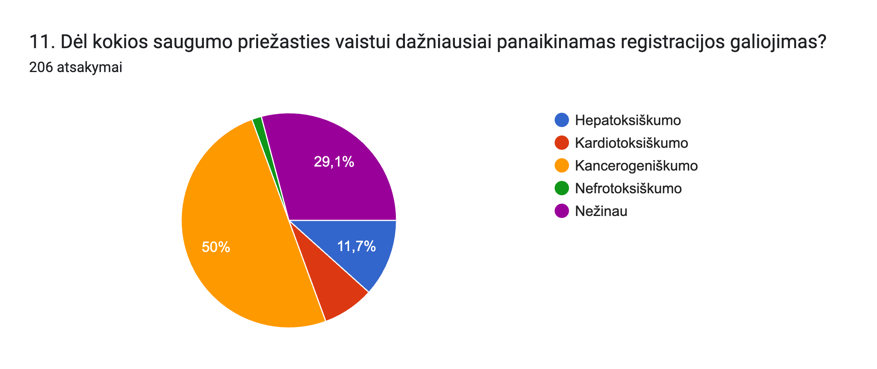 11. Dėl kokios saugumo priežasties vaistui dažniausiai panaikinamas registracijos galiojimas?
206 atsakymai
29,1%
50%
11,7%
Hepatoksiškumo
Kardiotoksiškumo
Kancerogeniškumo
Nefrotoksiškumo
Nežinau